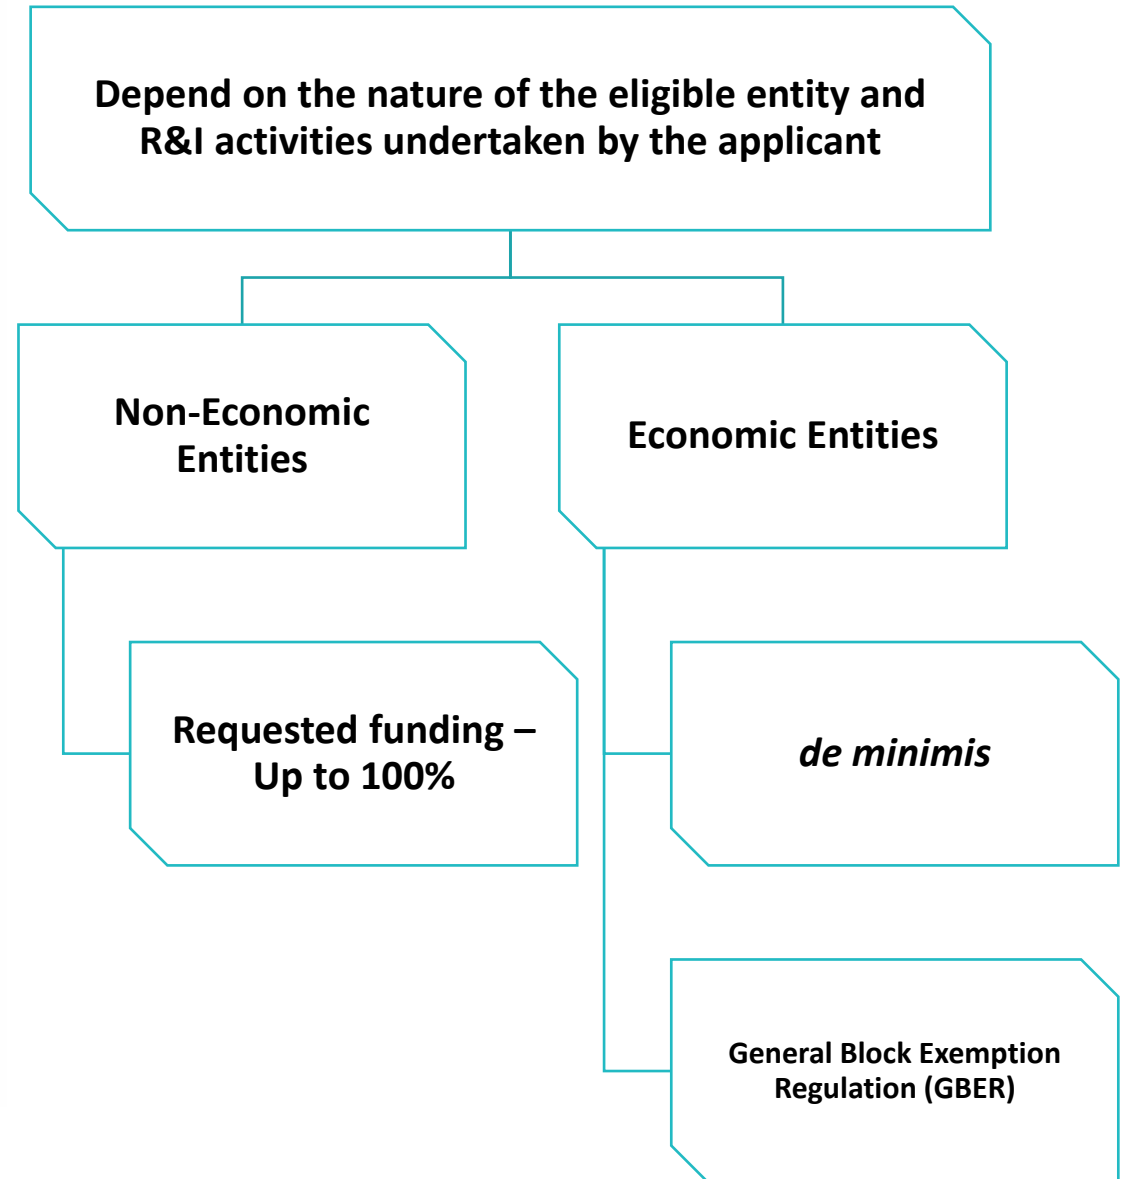 Depend on the nature of the eligible entity and
R&I activities undertaken by the applicant
Non-Economic
Entities
Economic Entities
Requested funding –
Up to 100%
de minimis
General Block Exemption
Regulation (GBER)